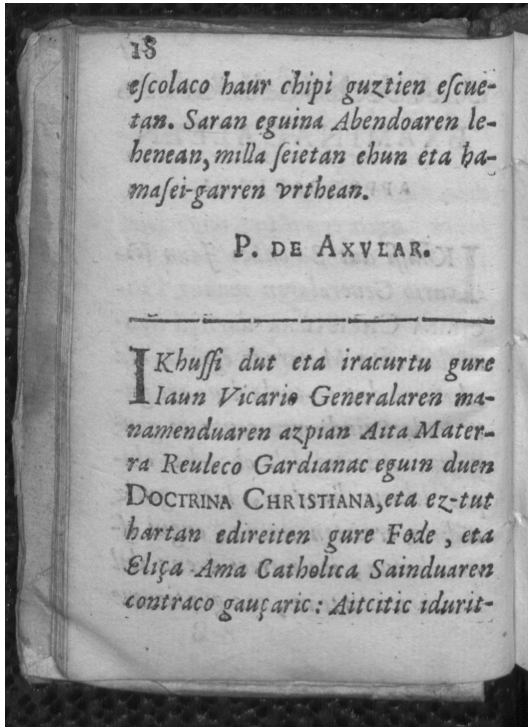 18
eſcolaco haur chipi guztien eſcue-
tan. Saran eguina Abendoaren le-
henean, milla ſeietan ehun eta ha-
maſei-garren vrthean.
P. DE AXVLAR.
IKhuſſi dut eta iracurtu gure
Iaun Vicario Generalaren ma-
namenduaren azpian Aita Mater-
ra Reuleco Gardianac eguin duen
DOCTRINA CHRISTIANA, eta ez-tut
hartan edireiten gure Fede, eta
Eliça Ama Catholica Sainduaren
contraco gauçaric: Aitcitic idurit-